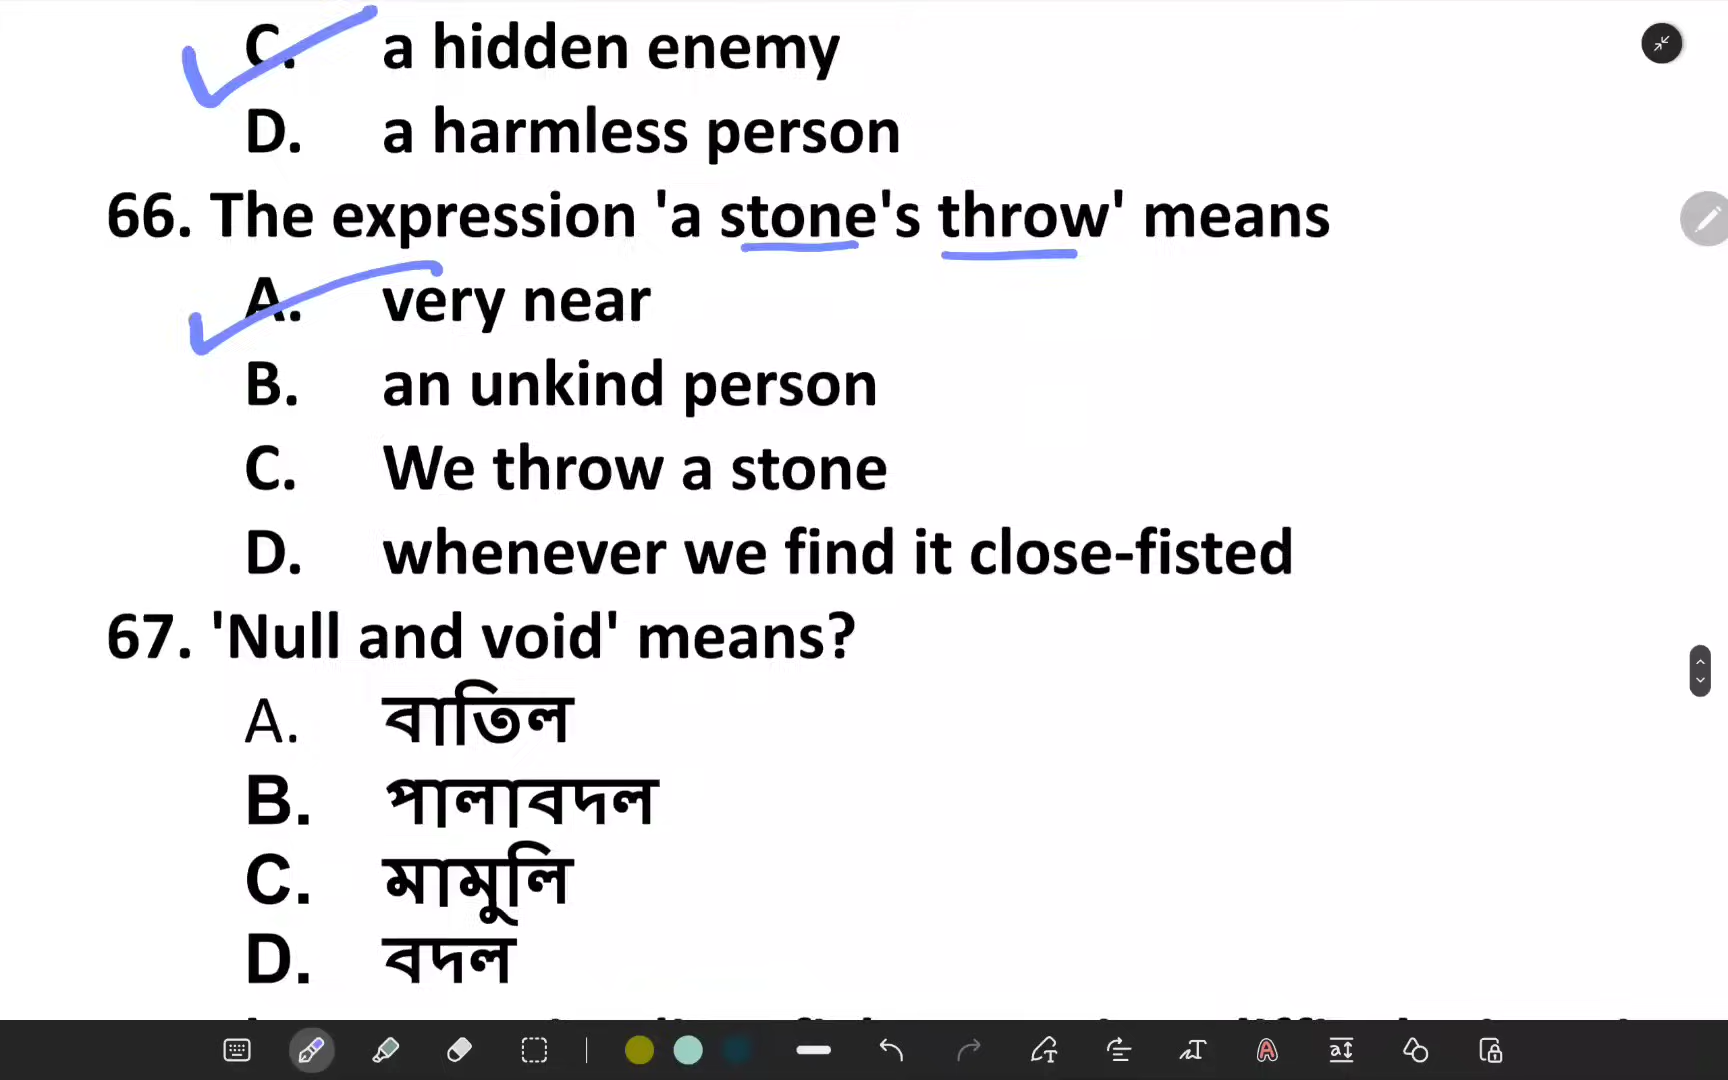 C. a hidden enemy
D. a harmless person
66. The expression 'a stone's throw' means
A. very near
B. an unkind person
C. We throw a stone
D. whenever we find it close-fisted
67. 'Null and void' means?
A. বাতিল
B. পালাবদল
C. মামুলি
D. বদল